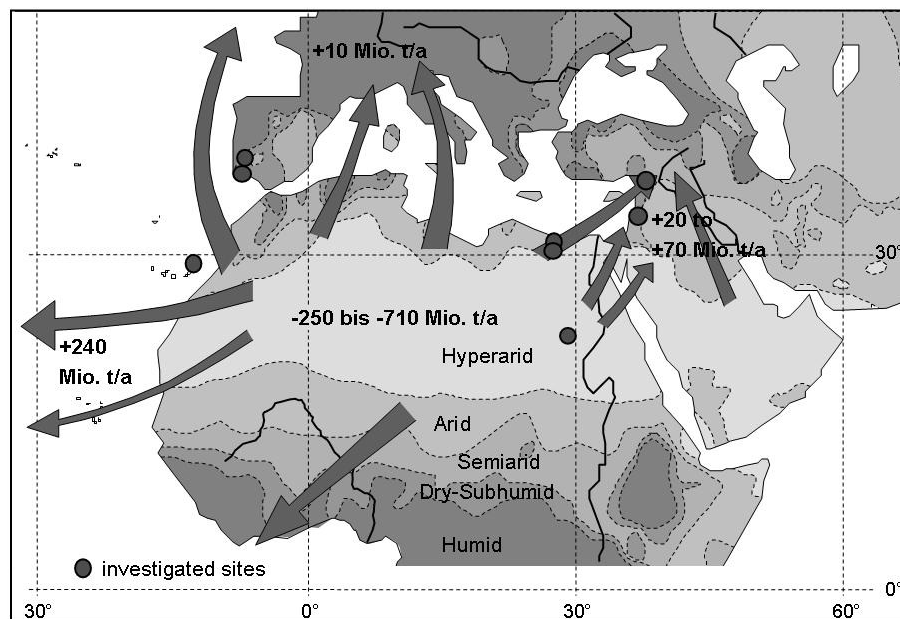 +10 Mio. t/a
+20 to
+70 Mio. t/a
30°
-250 bis -710 Mio. t/a
+240
Mio. t/a
Hyperarid
Arid
Semiarid
Dry-Subhumid
Humid
investigated sites
0°
30° 0° 30° 60°